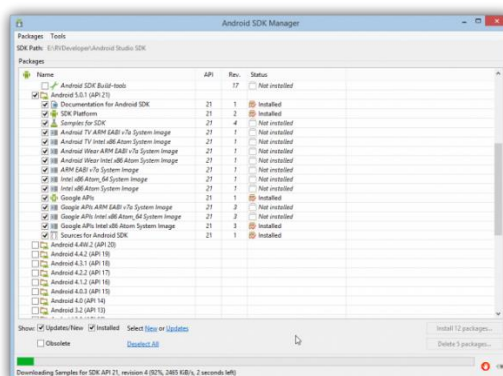 Android SDK Manager
Packages Tools
SDK Path: E:\RI\Developer\Android Studio SDK
Packages
Name API Rev. Status
Android SDK Build-tools 17 Not installed
Android 5.0.1 (API 21)
Documentation for Android SDK 21 1 Installed
SDK Platform 21 2 Installed
Samples for SDK 21 4 Not installed
Android TV ARM EABI v7a System Image 21 1 Not installed
Android TV Intel x86 Atom System Image 21 1 Not installed
Android Wear ARM EABI v7a System Image 21 1 Not installed
Android Wear Intel x86 Atom System Image 21 1 Not installed
ARM EABI v7a System Image 21 1 Not installed
Intel x86 Atom_64 System Image 21 1 Not installed
Intel x86 Atom System Image 21 1 Not installed
Google APIs 21 1 Installed
Google APIs ARM EABI v7a System Image 21 3 Not installed
Google APIs Intel x86 Atom_64 System Image 21 3 Not installed
Google APIs Intel x86 Atom System Image 21 3 Installed
Sources for Android SDK 21 1 Installed
Android 4.4W.2 (API 20)
Android 4.4.2 (API 19)
Android 4.3.1 (API 18)
Android 4.2.2 (API 17)
Android 4.1.2 (API 16)
Android 4.0.3 (API 15)
Android 4.0 (API 14)
Android 3.2 (API 13)
Show: Updates/New Installed Select New or Updates Install 12 packages...
Obsolete Deselect All Delete 5 packages...
Downloading Samples for SDK API 21, revision 4 (92%, 2465 KiB/s, 2 seconds left)